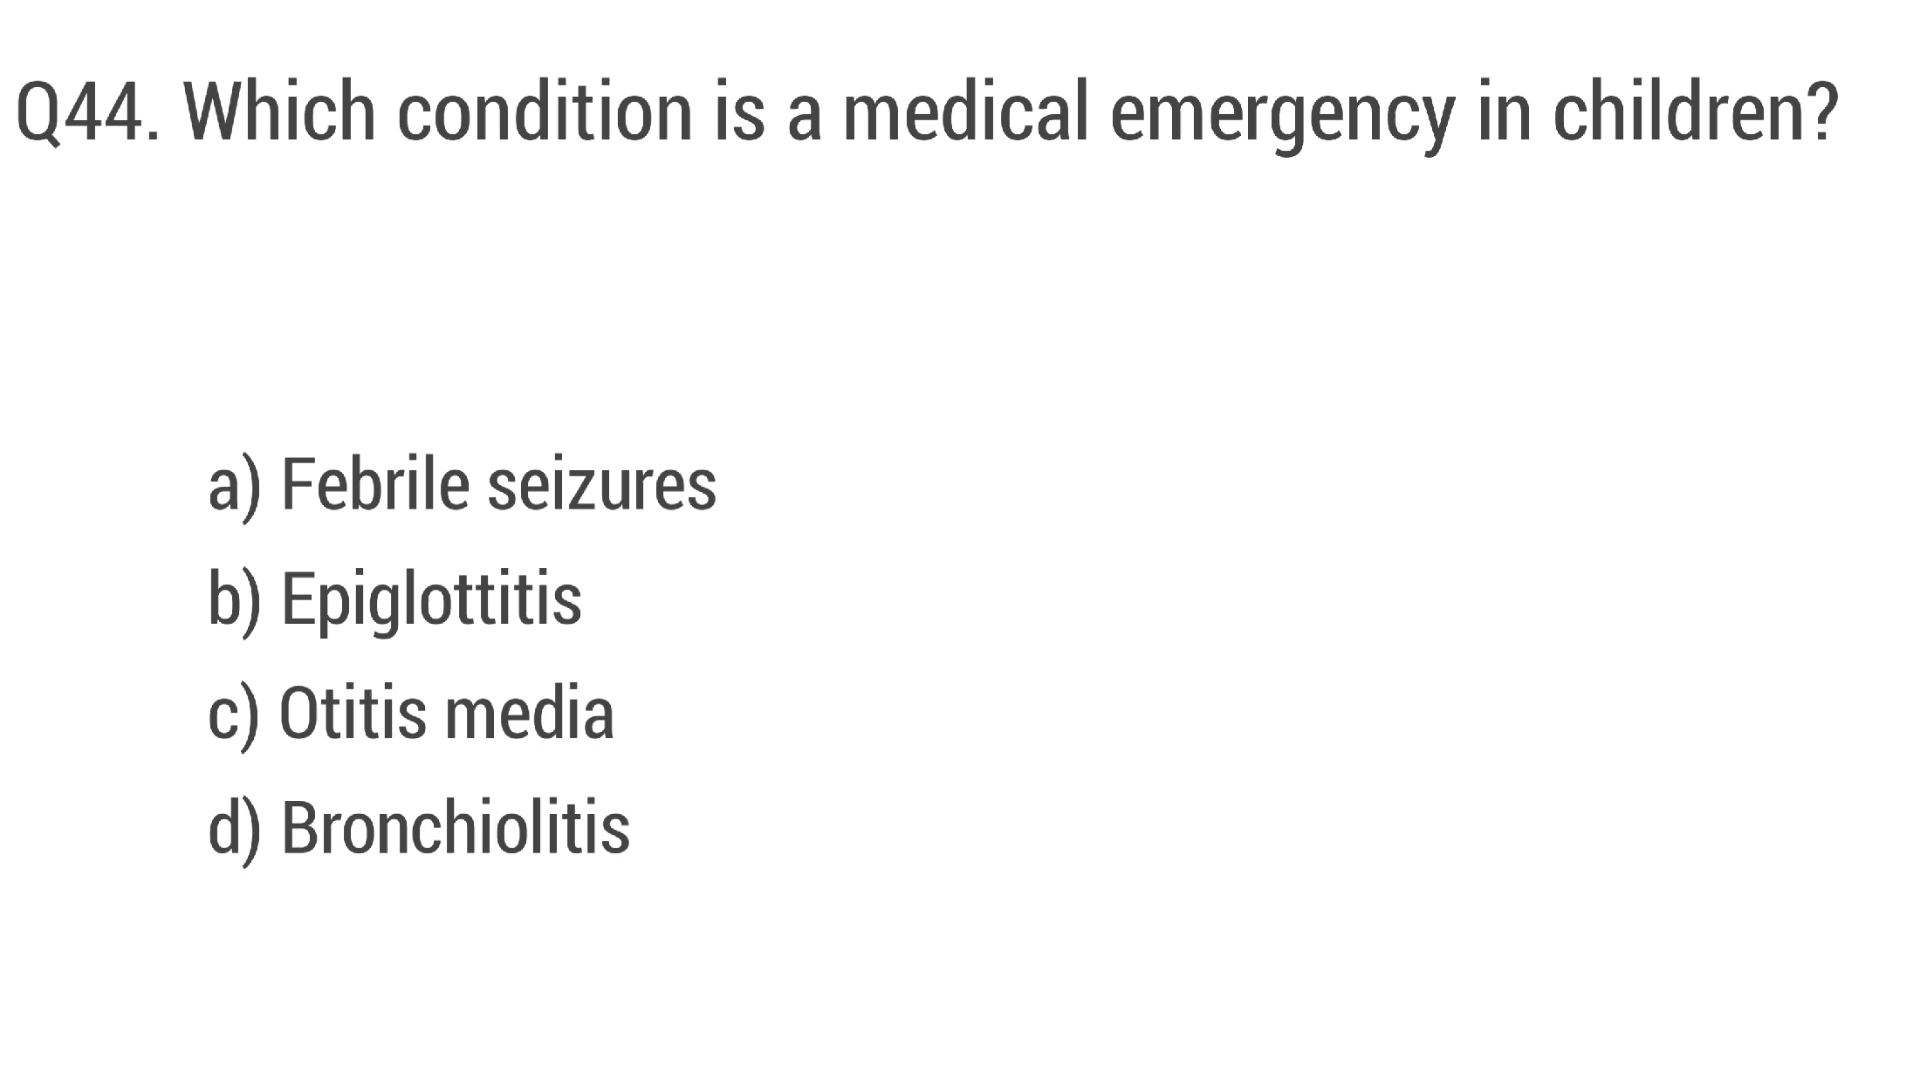 Q44. Which condition is a medical emergency in children?
a) Febrile seizures
b) Epiglottitis
c) Otitis media
d) Bronchiolitis